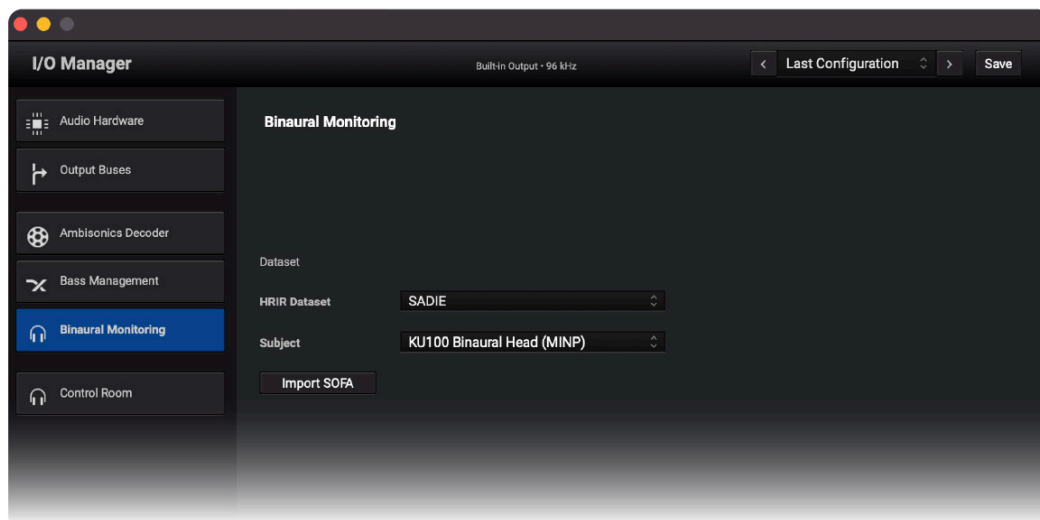 I/O Manager
Built-in Output • 96 kHz
Last Configuration
Save
Audio Hardware
Output Buses
Ambisonics Decoder
Bass Management
Binaural Monitoring
Control Room
Binaural Monitoring
Dataset
HRIR Dataset
SADIE
Subject
KU100 Binaural Head (MINP)
Import SOFA